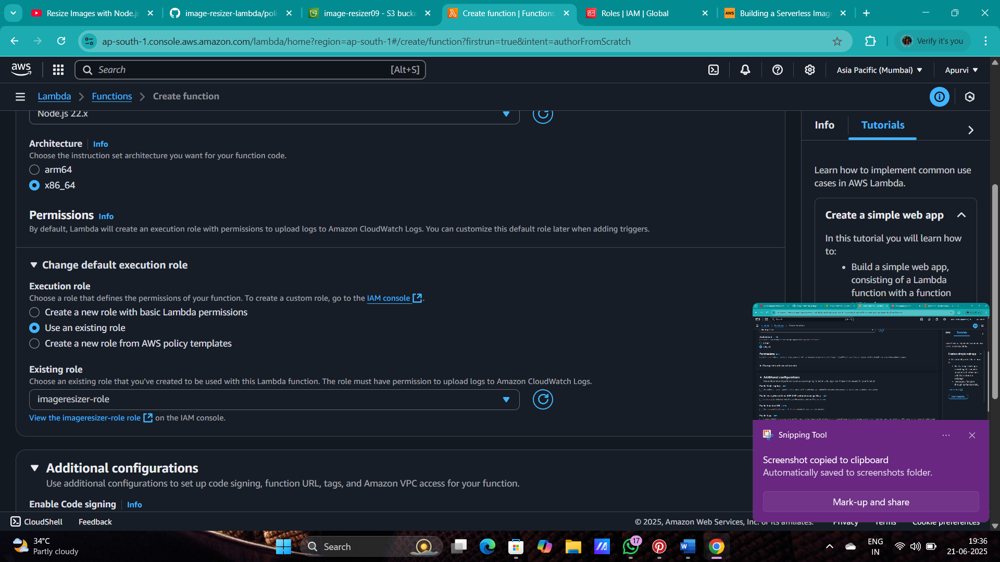 Resize Images with Node.js
image-resizer-lambda/poli
image-resizer09 - S3 bucke
Create function | Functions
Roles | IAM | Global
Building a Serverless Imag
ap-south-1.console.aws.amazon.com/lambda/home?region=ap-south-1#/create/function?firstrun=true&intent=authorFromScratch
Verify it's you
aws
Search
[Alt+S]
Asia Pacific (Mumbai)
Apurvi
Lambda
Functions
Create function
Node.js 22.x
Architecture
Info
Choose the instruction set architecture you want for your function code.
arm64
x86_64
Permissions Info
By default, Lambda will create an execution role with permissions to upload logs to Amazon CloudWatch Logs. You can customize this default role later when adding triggers.
Change default execution role
Execution role
Choose a role that defines the permissions of your function. To create a custom role, go to the IAM console.
Create a new role with basic Lambda permissions
Use an existing role
Create a new role from AWS policy templates
Existing role
Choose an existing role that you've created to be used with this Lambda function. The role must have permission to upload logs to Amazon CloudWatch Logs.
imageresizer-role
View the imageresizer-role role on the IAM console.
Additional configurations
Use additional configurations to set up code signing, function URL, tags, and Amazon VPC access for your function.
Enable Code signing
Info
Info
Tutorials
Learn how to implement common use
cases in AWS Lambda.
Create a simple web app
In this tutorial you will learn how
to:
• Build a simple web app,
consisting of a Lambda
function with a function
Snipping Tool
Screenshot copied to clipboard
Automatically saved to screenshots folder.
Mark-up and share
CloudShell
Feedback
© 2025, Amazon Web Services, Inc. or its affiliates.
Privacy
Terms
Cookie preferences
34°C
Partly cloudy
Search
17
ENG
IN
19:36
21-06-2025